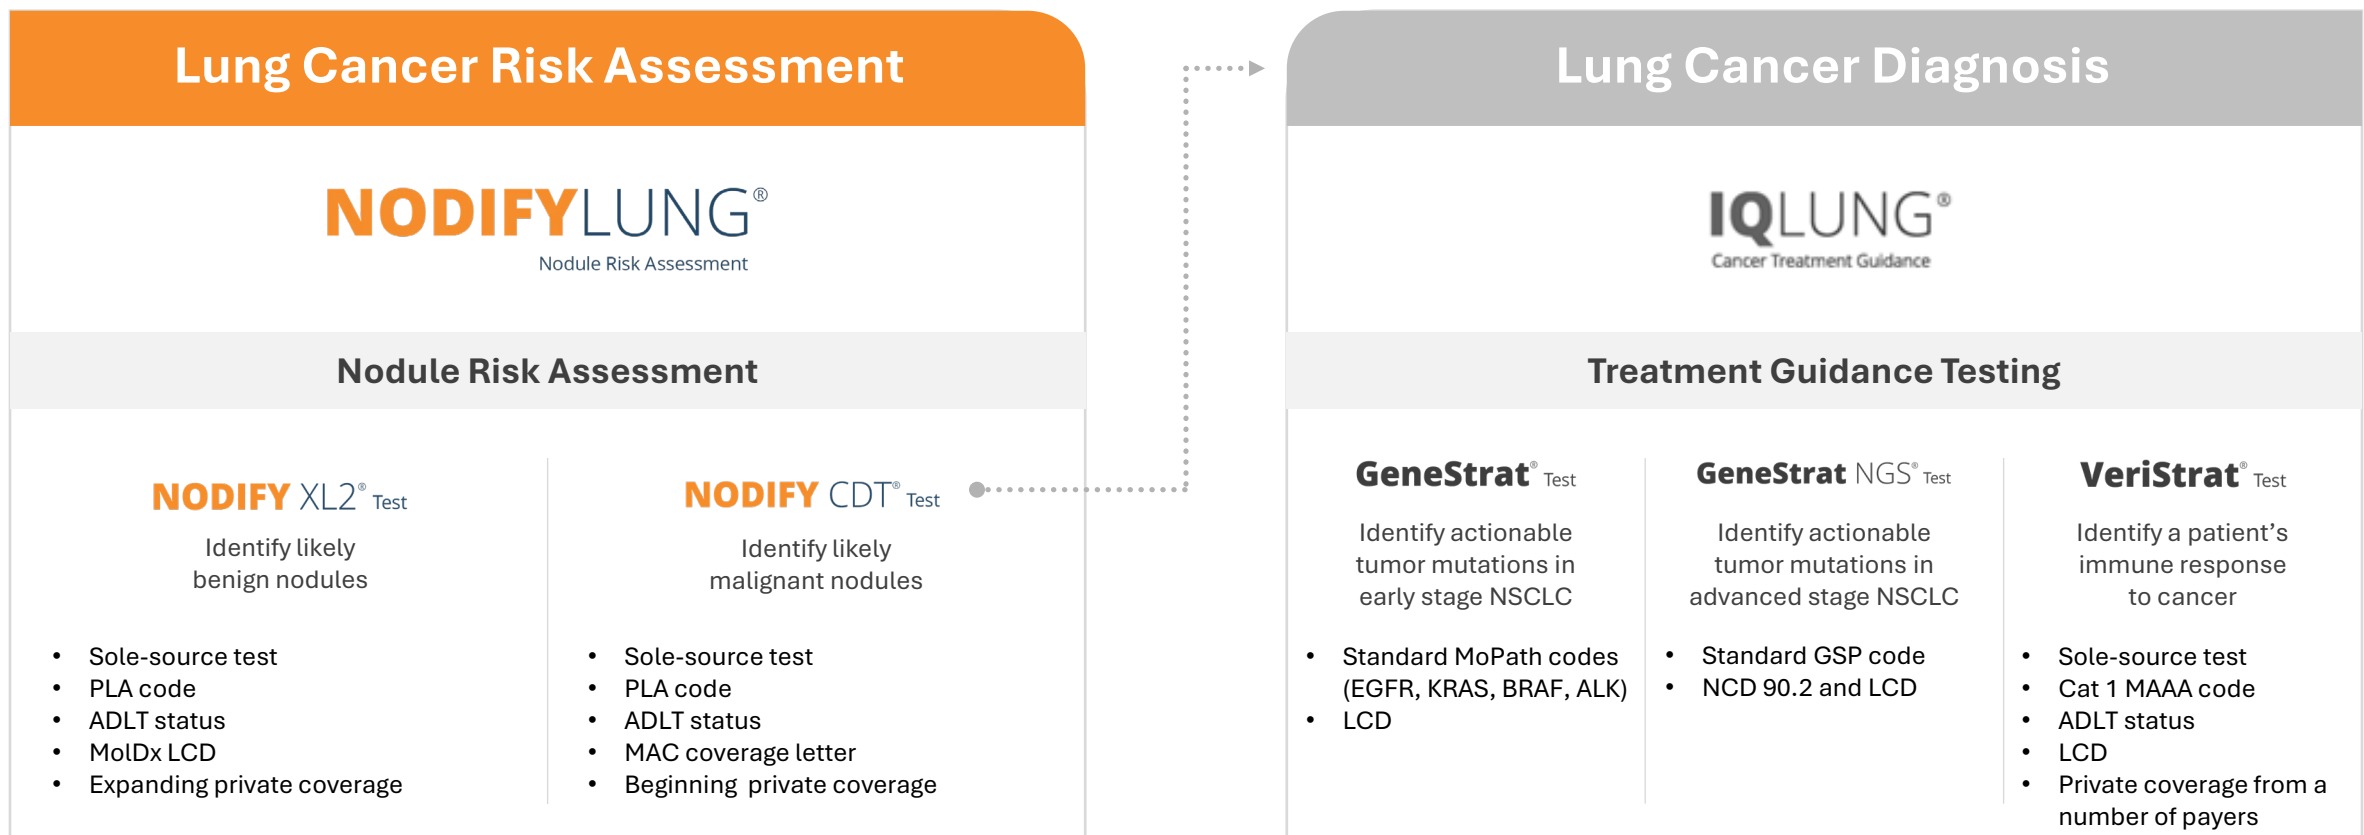 Lung Cancer Risk Assessment
NODIFYLUNG®
Nodule Risk Assessment
Nodule Risk Assessment
NODIFY XL2® Test
Identify likely
benign nodules
• Sole-source test
• PLA code
• ADLT status
• MolDx LCD
• Expanding private coverage
NODIFY CDT® Test
Identify likely
malignant nodules
• Sole-source test
• PLA code
• ADLT status
• MAC coverage letter
• Beginning private coverage
Lung Cancer Diagnosis
IQLUNG®
Cancer Treatment Guidance
Treatment Guidance Testing
GeneStrat® Test
Identify actionable
tumor mutations in
early stage NSCLC
• Standard MoPath codes
(EGFR, KRAS, BRAF, ALK)
• LCD
GeneStrat NGS® Test
Identify actionable
tumor mutations in
advanced stage NSCLC
• Standard GSP code
• NCD 90.2 and LCD
VeriStrat® Test
Identify a patient’s
immune response
to cancer
• Sole-source test
• Cat 1 MAAA code
• ADLT status
• LCD
• Private coverage from a
number of payers